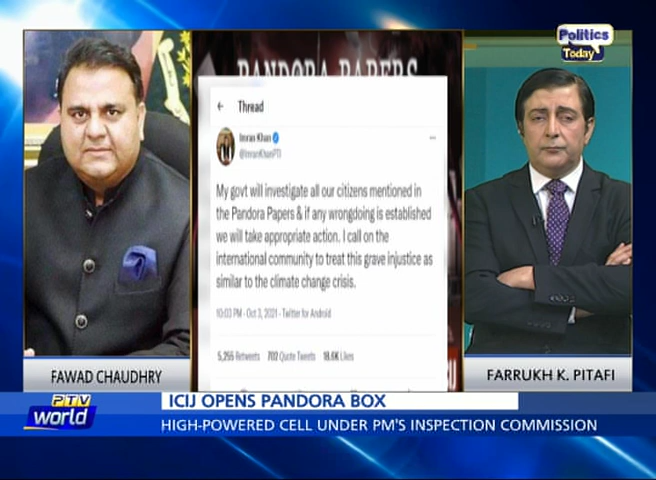 Politics
Today
PANDORA PAPERS
Thread
Imran Khan
@ImranKhanPTI
My govt will investigate all our citizens mentioned in
the Pandora Papers & if any wrongdoing is established
we will take appropriate action. I call on the
international community to treat this grave injustice as
similar to the climate change crisis.
10:03 PM · Oct 3, 2021 · Twitter for Android
5,255 Retweets 702 Quote Tweets 18.6K Likes
FAWAD CHAUDHRY
FARRUKH K. PITAFI
PTV
world
ICIJ OPENS PANDORA BOX
HIGH-POWERED CELL UNDER PM'S INSPECTION COMMISSION